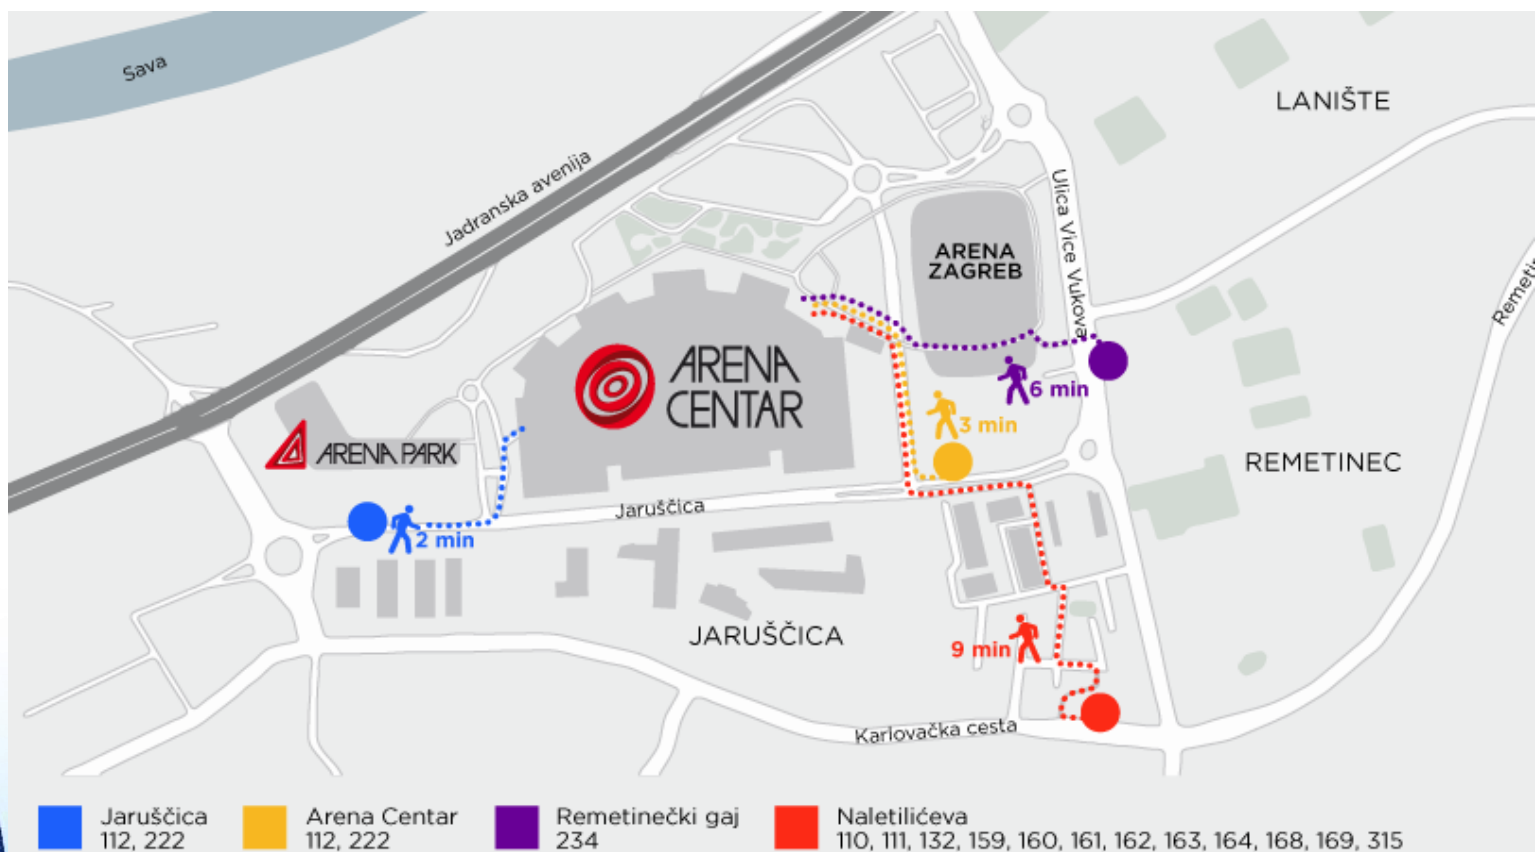 Sava
LANIŠTE
Jadranska avenija
Ulica Vice Vukova
ARENA
ZAGREB
ARENA
CENTAR
6 min
3 min
ARENA PARK
REMETINEC
Jaruščica
2 min
JARUŠČICA
9 min
Karlovačka cesta
Jaruščica
112, 222
Arena Centar
112, 222
Remetinečki gaj
234
Naletilićeva
110, 111, 132, 159, 160, 161, 162, 163, 164, 168, 169, 315